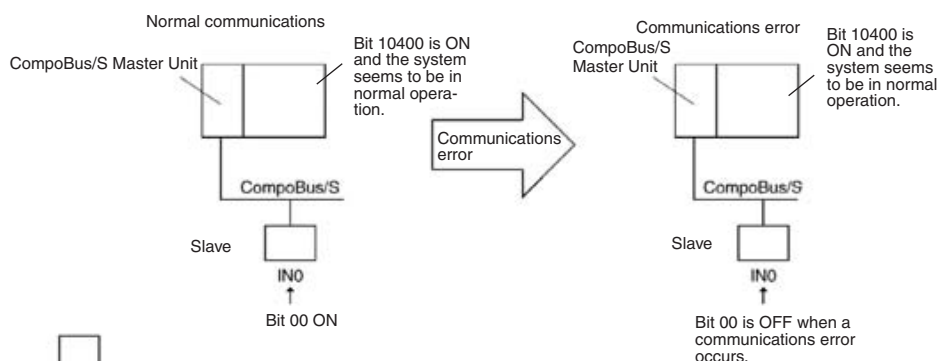 Normal communications
CompoBus/S Master Unit
Bit 10400 is ON
and the system
seems to be in
normal opera-
tion.
CompoBus/S
Slave
IN0
Bit 00 ON
Communications
error
Communications error
CompoBus/S
Master Unit
Bit 10400 is
ON and the
system seems
to be in normal
operation.
CompoBus/S
Slave
IN0
Bit 00 is OFF when a
communications error
occurs.